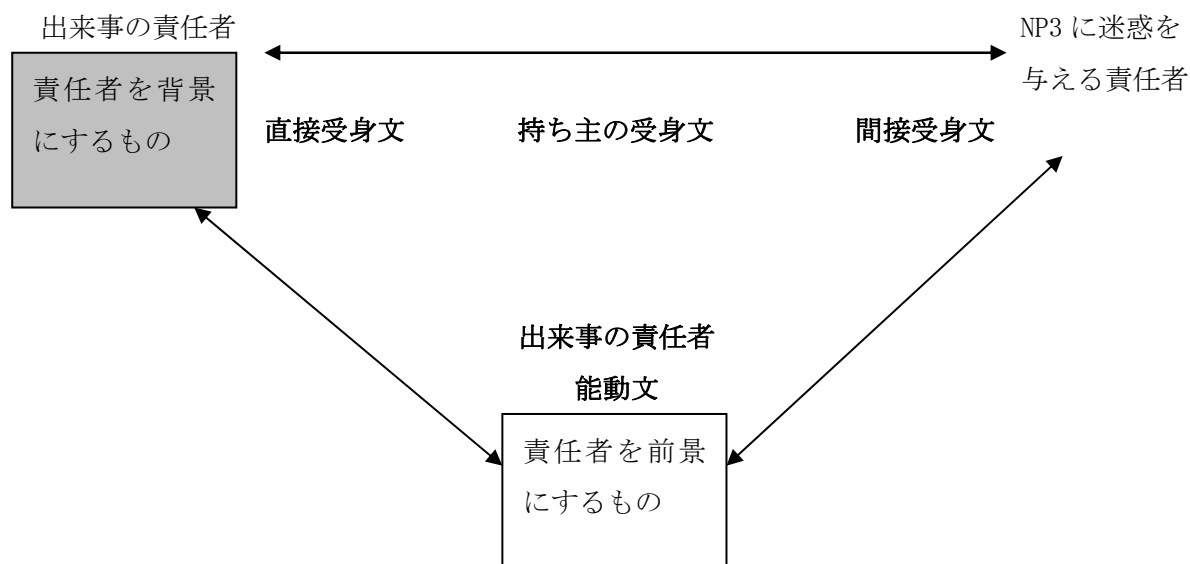 出来事の責任者
責任者を背景
にするもの
NP3 に迷惑を
与える責任者
直接受身文
持ち主の受身文
間接受身文
出来事の責任者
能動文
責任者を前景
にするもの